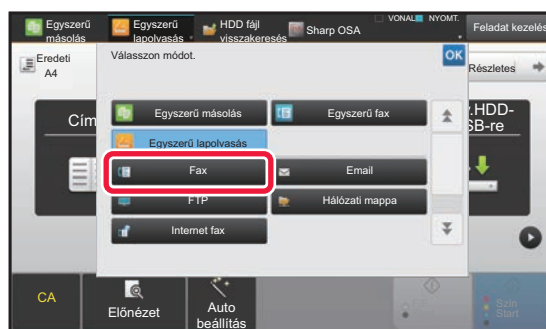 Egyszerű
másolás
Egyszerű
lapolvasás
HDD fájl
visszakeresés
Sharp OSA
VONAL
NYOMT.
Feladat kezelés
Eredeti
A4
Válasszon módot.
OK
Részletes
Cím
.HDD-
SB-re
Egyszerű másolás
Egyszerű fax
Egyszerű lapolvasás
Fax
Email
FTP
Hálózati mappa
Internet fax
CA
Előnézet
Auto
beállítás
Szín
Start